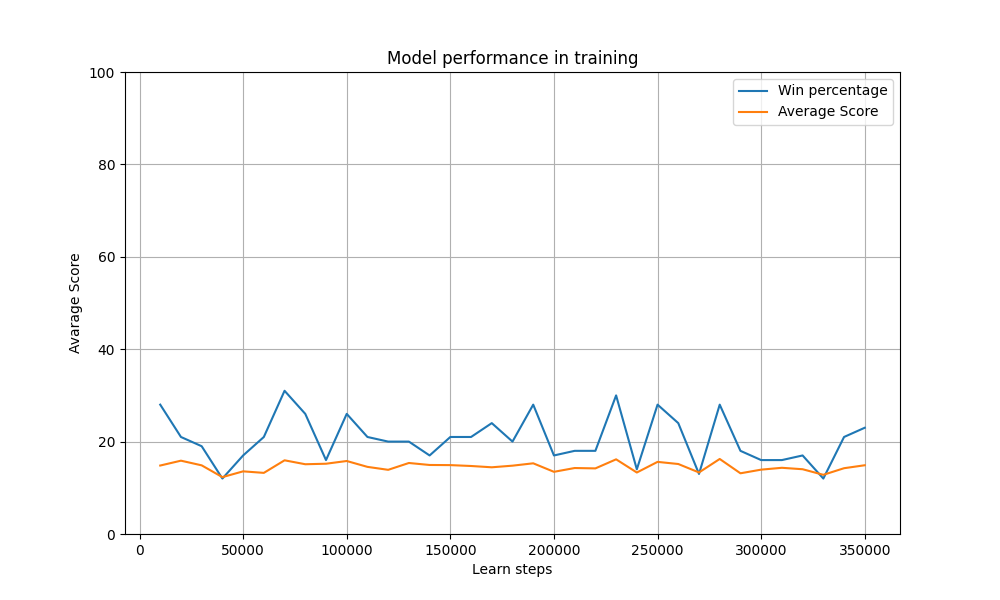 Model performance in training
Win percentage
Average Score
Avarage Score
100
80
60
40
20
0
0 50000 100000 150000 200000 250000 300000 350000
Learn steps